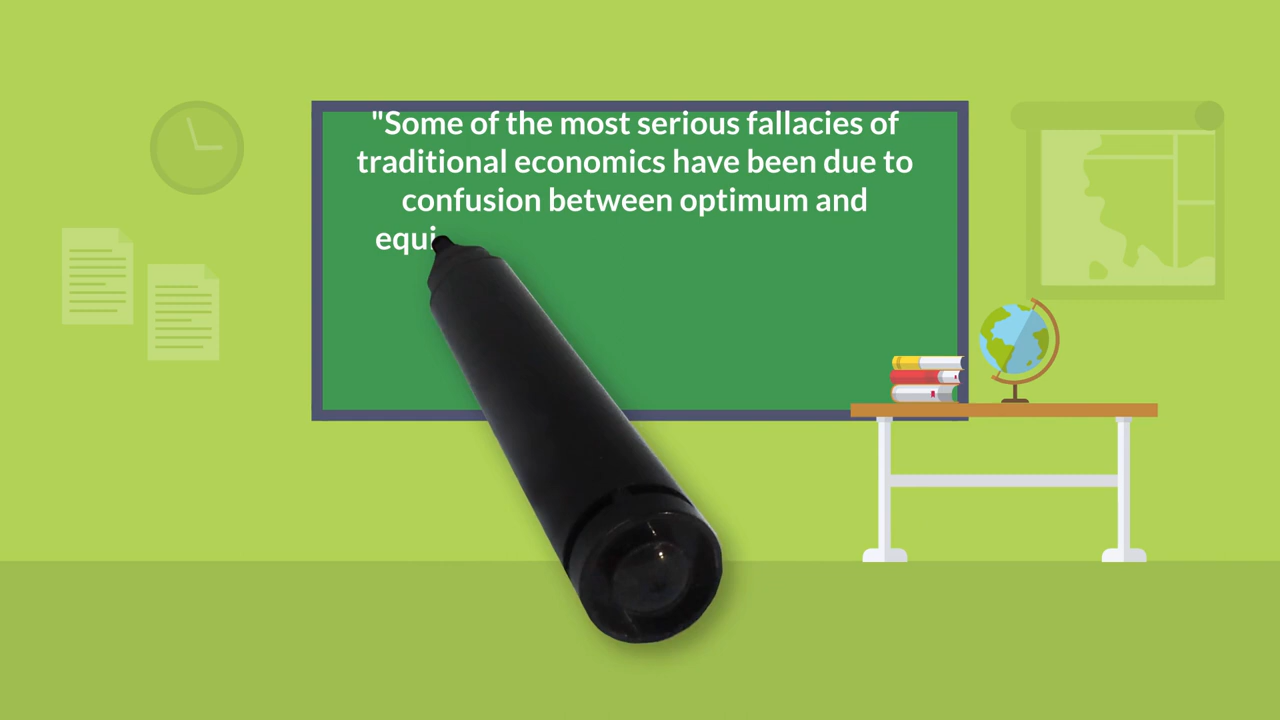 "Some of the most serious fallacies of
traditional economics have been due to
confusion between optimum and
equi